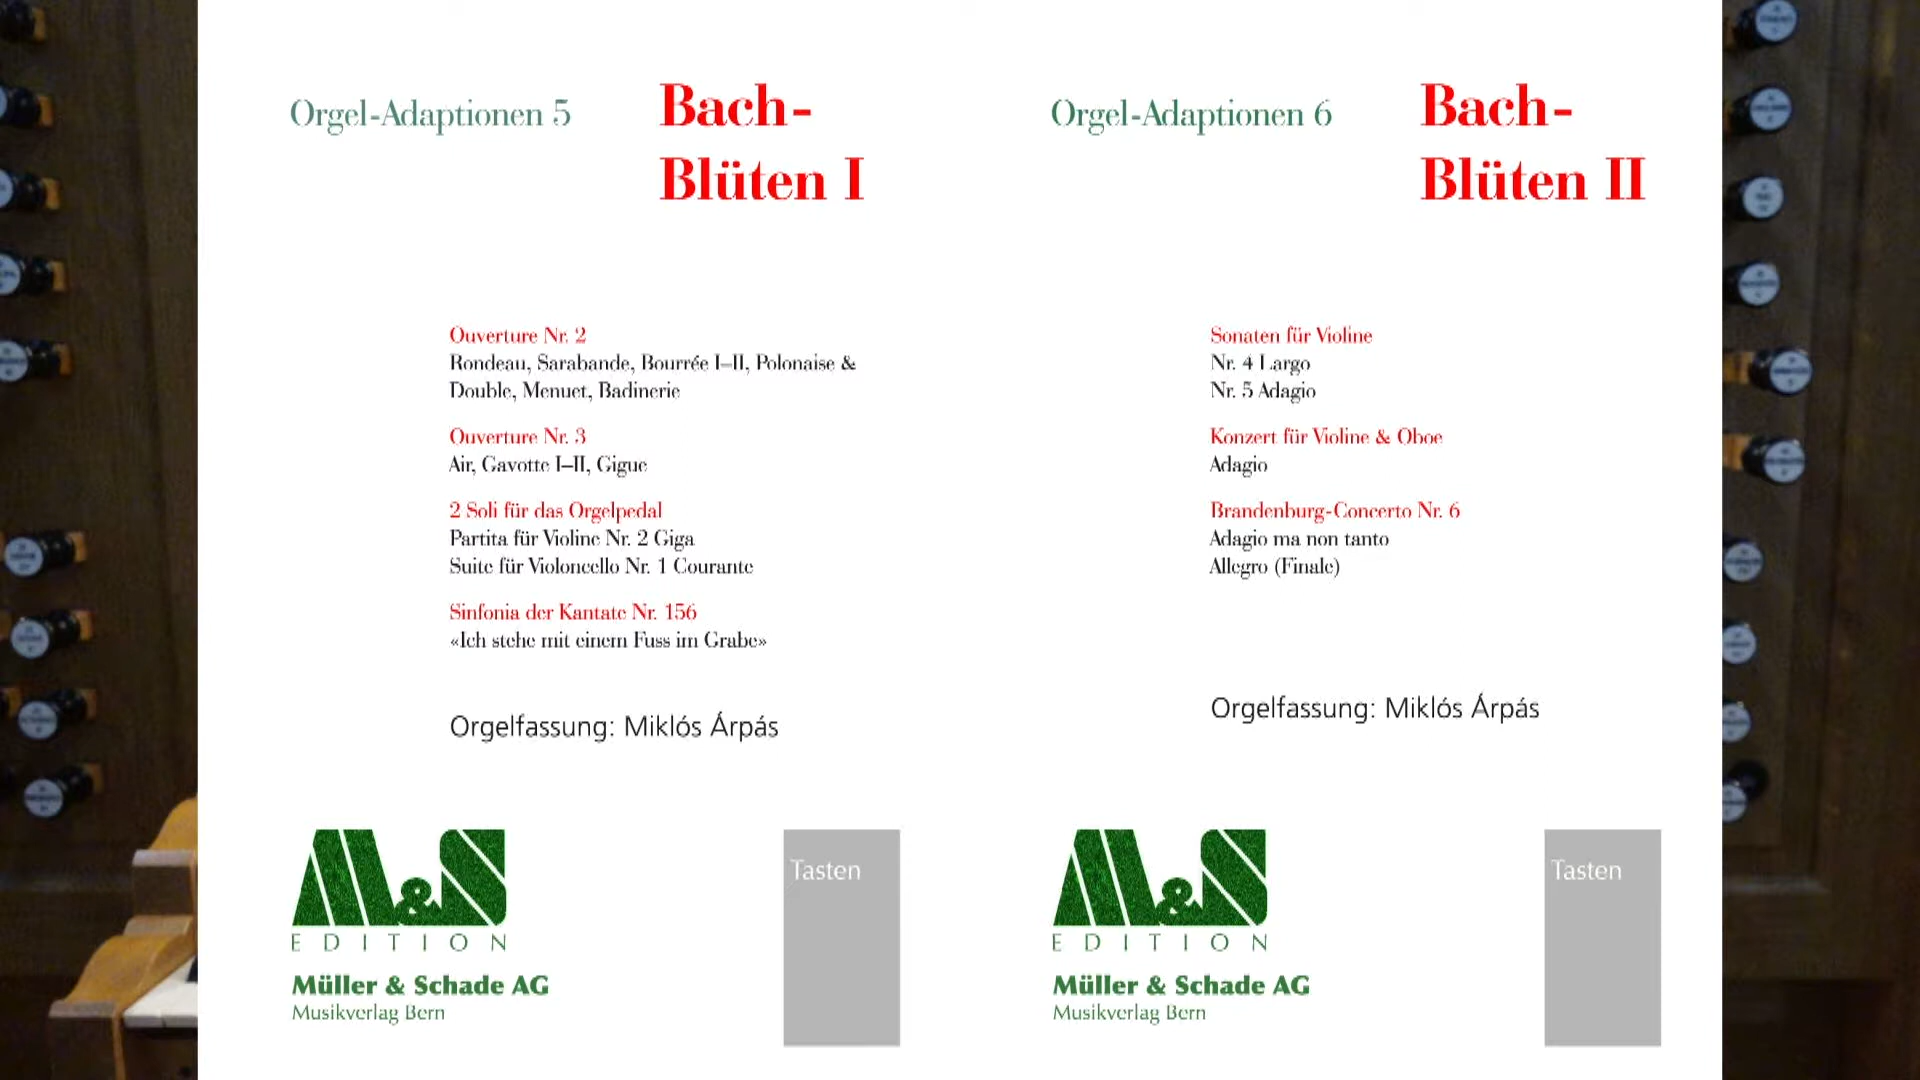 Orgel-Adaptionen 5
Bach-
Blüten I
Ouverture Nr. 2
Rondeau, Sarabande, Bourrée I–II, Polonaise &
Double, Menuet, Badinerie
Ouverture Nr. 3
Air, Gavotte I–II, Gigue
2 Soli für das Orgelpedal
Partita für Violine Nr. 2 Giga
Suite für Violoncello Nr. 1 Courante
Sinfonia der Kantate Nr. 156
«Ich stehe mit einem Fuss im Grabe»
Orgelfassung: Miklós Árpás
M&S
EDITION
Müller & Schade AG
Musikverlag Bern
Tasten
Orgel-Adaptionen 6
Bach-
Blüten II
Sonaten für Violine
Nr. 4 Largo
Nr. 5 Adagio
Konzert für Violine & Oboe
Adagio
Brandenburg-Concerto Nr. 6
Adagio ma non tanto
Allegro (Finale)
Orgelfassung: Miklós Árpás
M&S
EDITION
Müller & Schade AG
Musikverlag Bern
Tasten